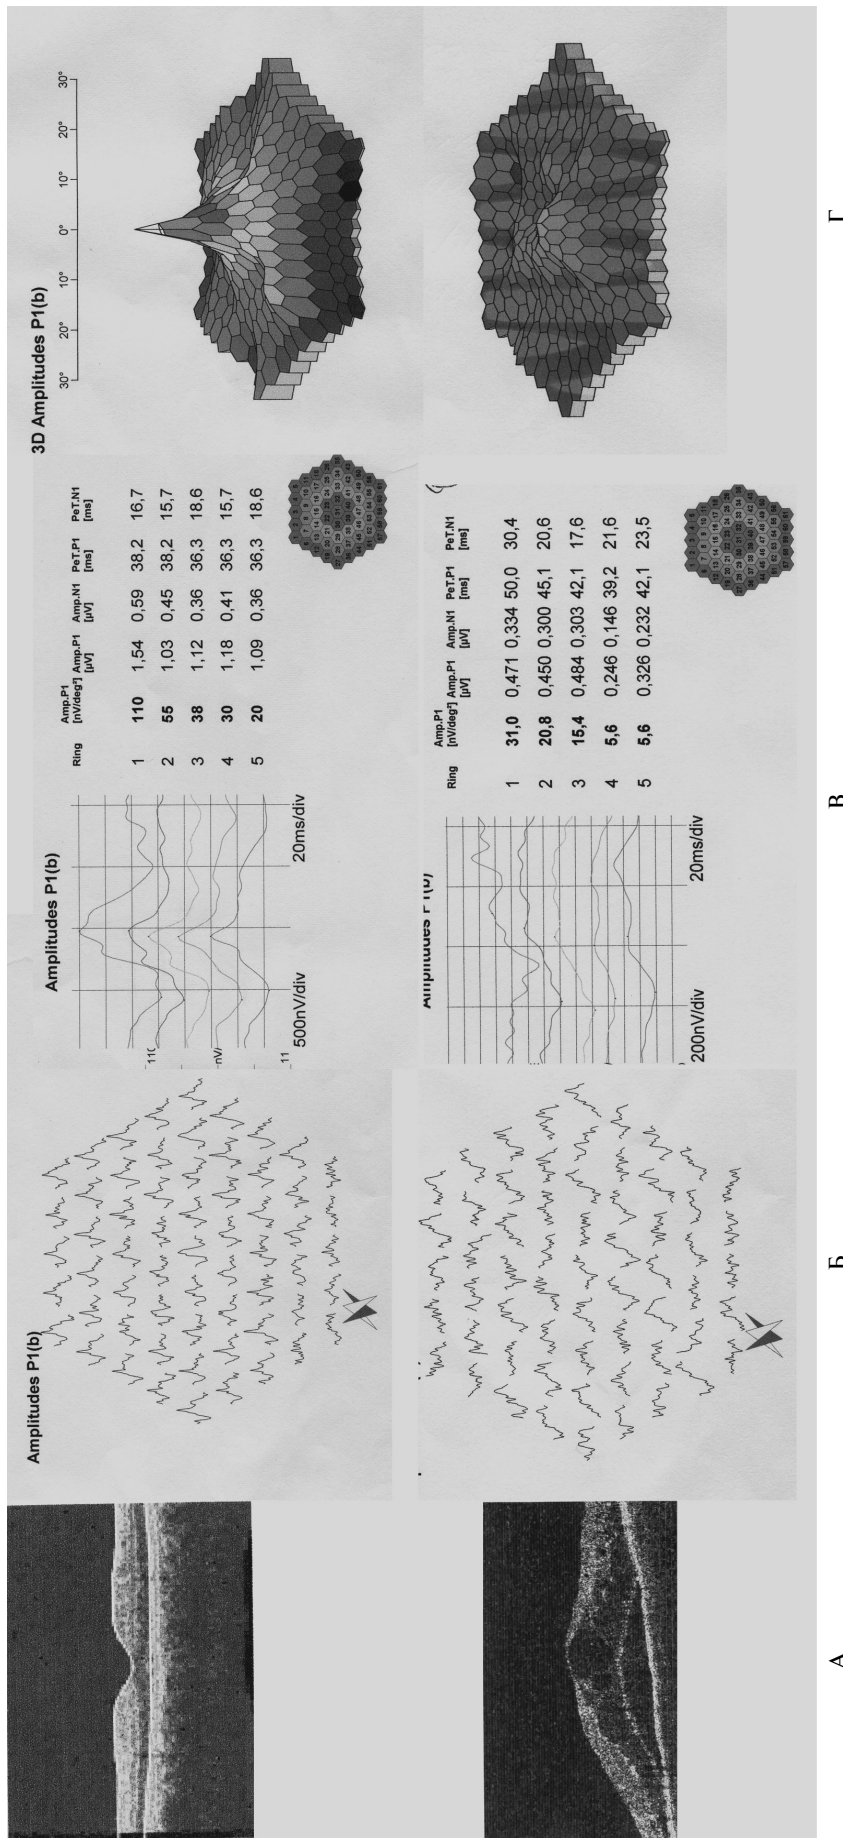 3D Amplitudes P1(b)
30° 20° 10° 0° 10° 20° 30°
Ring Amp.P1 [nV/deg²] Amp.P1 [µV] Amp.N1 [µV] PeT.P1 [ms] PeT.N1 [ms]
1 110 1,54 0,59 38,2 16,7
2 55 1,03 0,45 38,2 15,7
3 38 1,12 0,36 36,3 18,6
4 30 1,18 0,41 36,3 15,7
5 20 1,09 0,36 36,3 18,6
Amplitudes P1(b)
500nV/div
20ms/div
Amplitudes P1(b)
Ring Amp.P1 [nV/deg²] Amp.P1 [µV] Amp.N1 [µV] PeT.P1 [ms] PeT.N1 [ms]
1 31,0 0,471 0,334 50,0 30,4
2 20,8 0,450 0,300 45,1 20,6
3 15,4 0,484 0,303 42,1 17,6
4 5,6 0,246 0,146 39,2 21,6
5 5,6 0,326 0,232 42,1 23,5
200nV/div
20ms/div
А
Б
В
Г